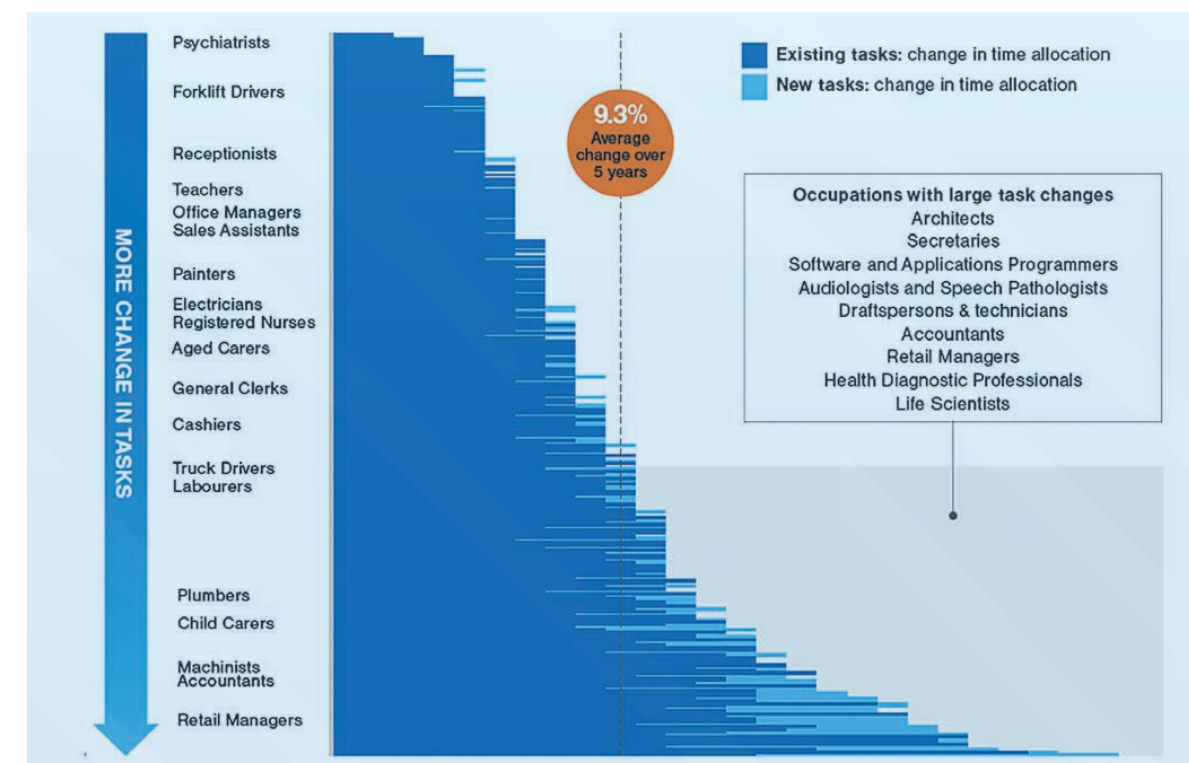 MORE CHANGE IN TASKS
Psychiatrists
Forklift Drivers
Receptionists
Teachers
Office Managers
Sales Assistants
Painters
Electricians
Registered Nurses
Aged Carers
General Clerks
Cashiers
Truck Drivers
Labourers
Plumbers
Child Carers
Machinists
Accountants
Retail Managers
9.3%
Average
change over
5 years
Existing tasks: change in time allocation
New tasks: change in time allocation
Occupations with large task changes
Architects
Secretaries
Software and Applications Programmers
Audiologists and Speech Pathologists
Draftspersons & technicians
Accountants
Retail Managers
Health Diagnostic Professionals
Life Scientists